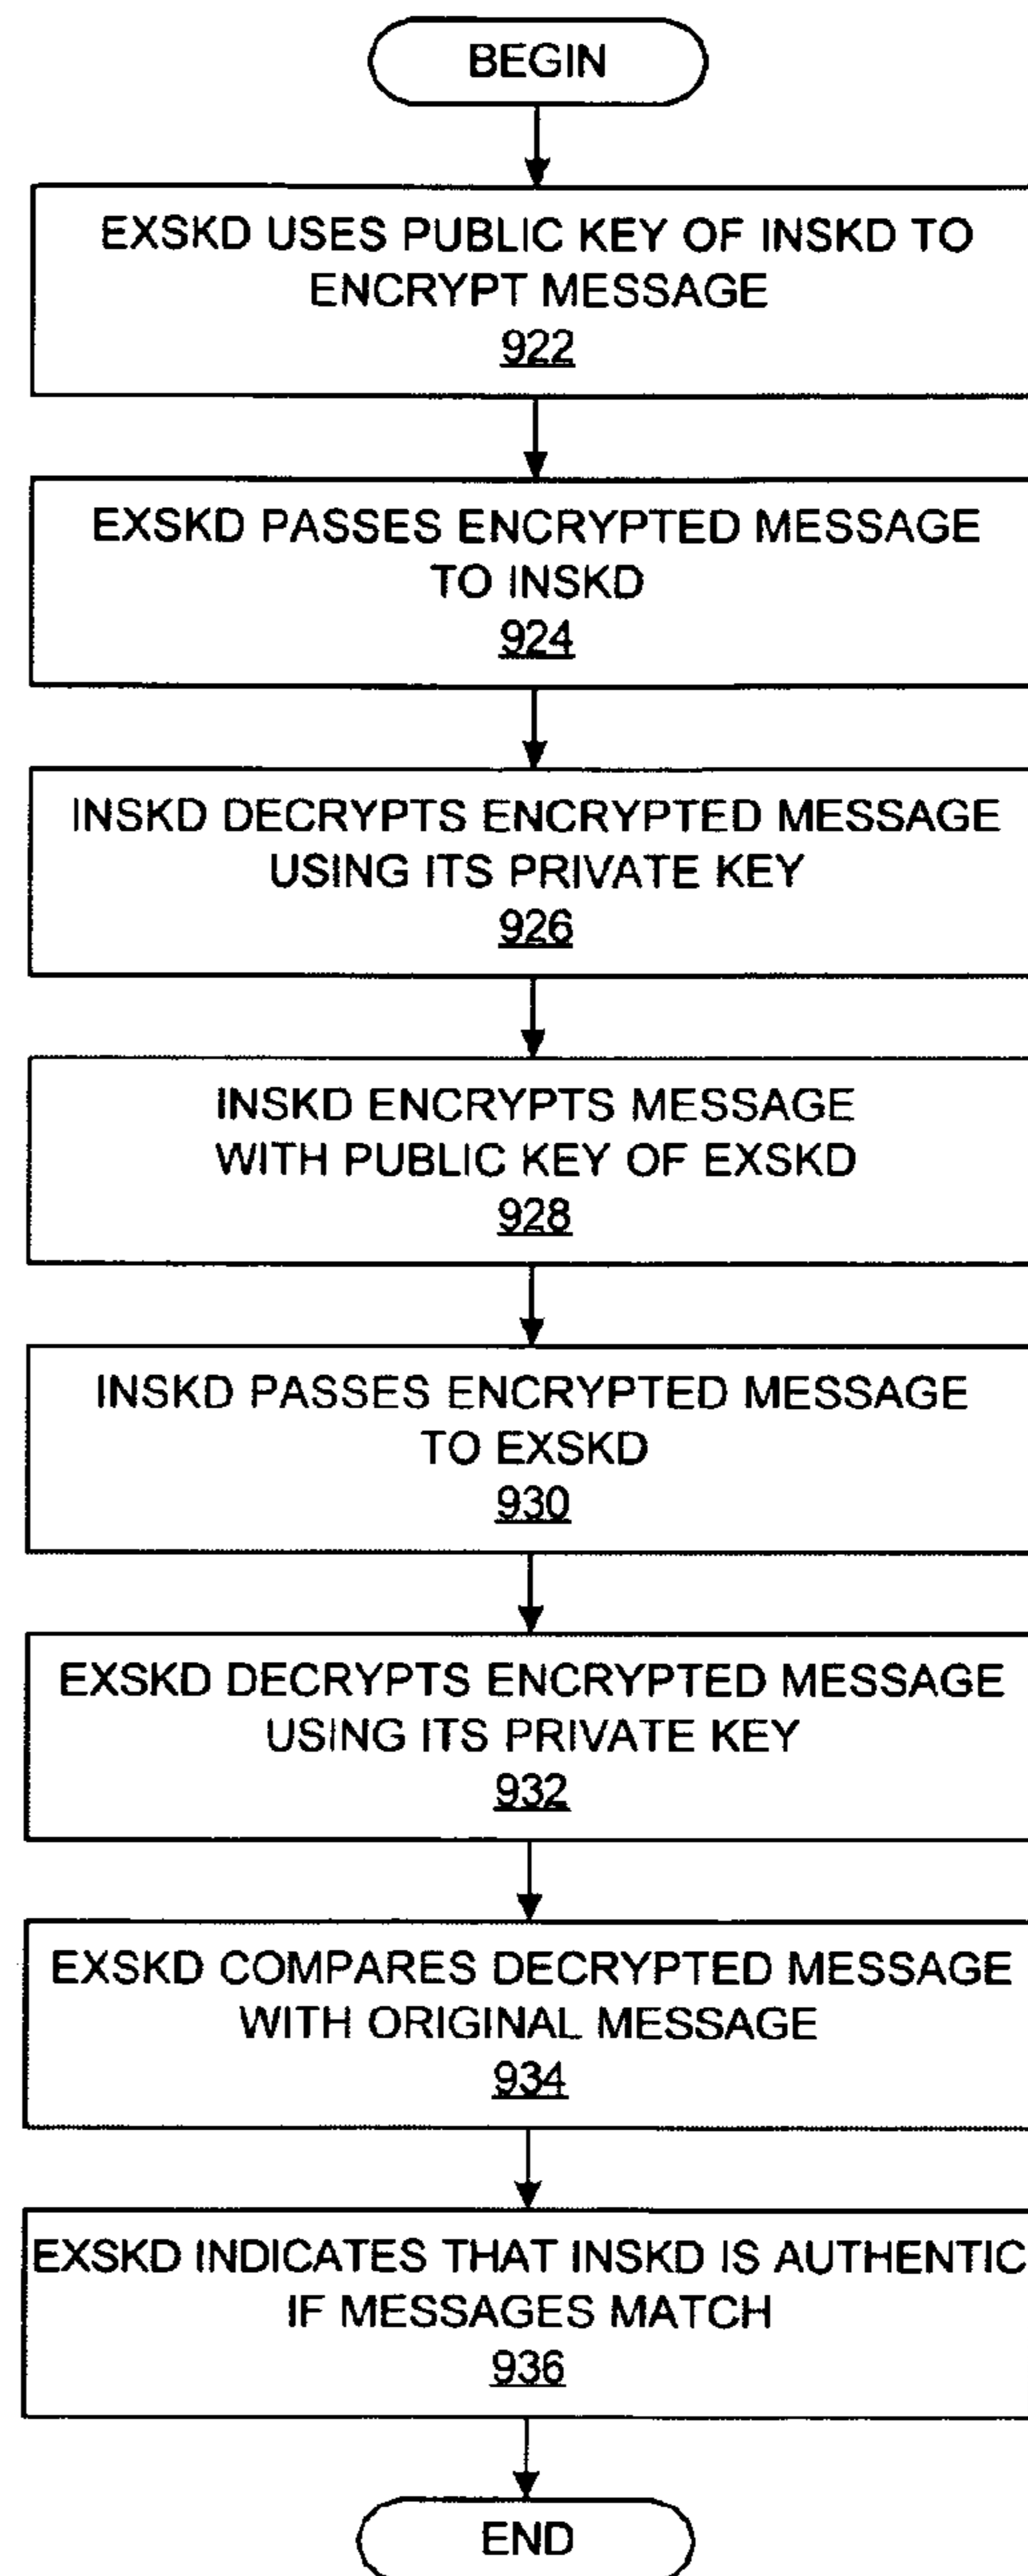 BEGIN
EXSKD USES PUBLIC KEY OF INSKD TO
ENCRYPT MESSAGE
922
EXSKD PASSES ENCRYPTED MESSAGE
TO INSKD
924
INSKD DECRYPTS ENCRYPTED MESSAGE
USING ITS PRIVATE KEY
926
INSKD ENCRYPTS MESSAGE
WITH PUBLIC KEY OF EXSKD
928
INSKD PASSES ENCRYPTED MESSAGE
TO EXSKD
930
EXSKD DECRYPTS ENCRYPTED MESSAGE
USING ITS PRIVATE KEY
932
EXSKD COMPARES DECRYPTED MESSAGE
WITH ORIGINAL MESSAGE
934
EXSKD INDICATES THAT INSKD IS AUTHENTIC
IF MESSAGES MATCH
936
END